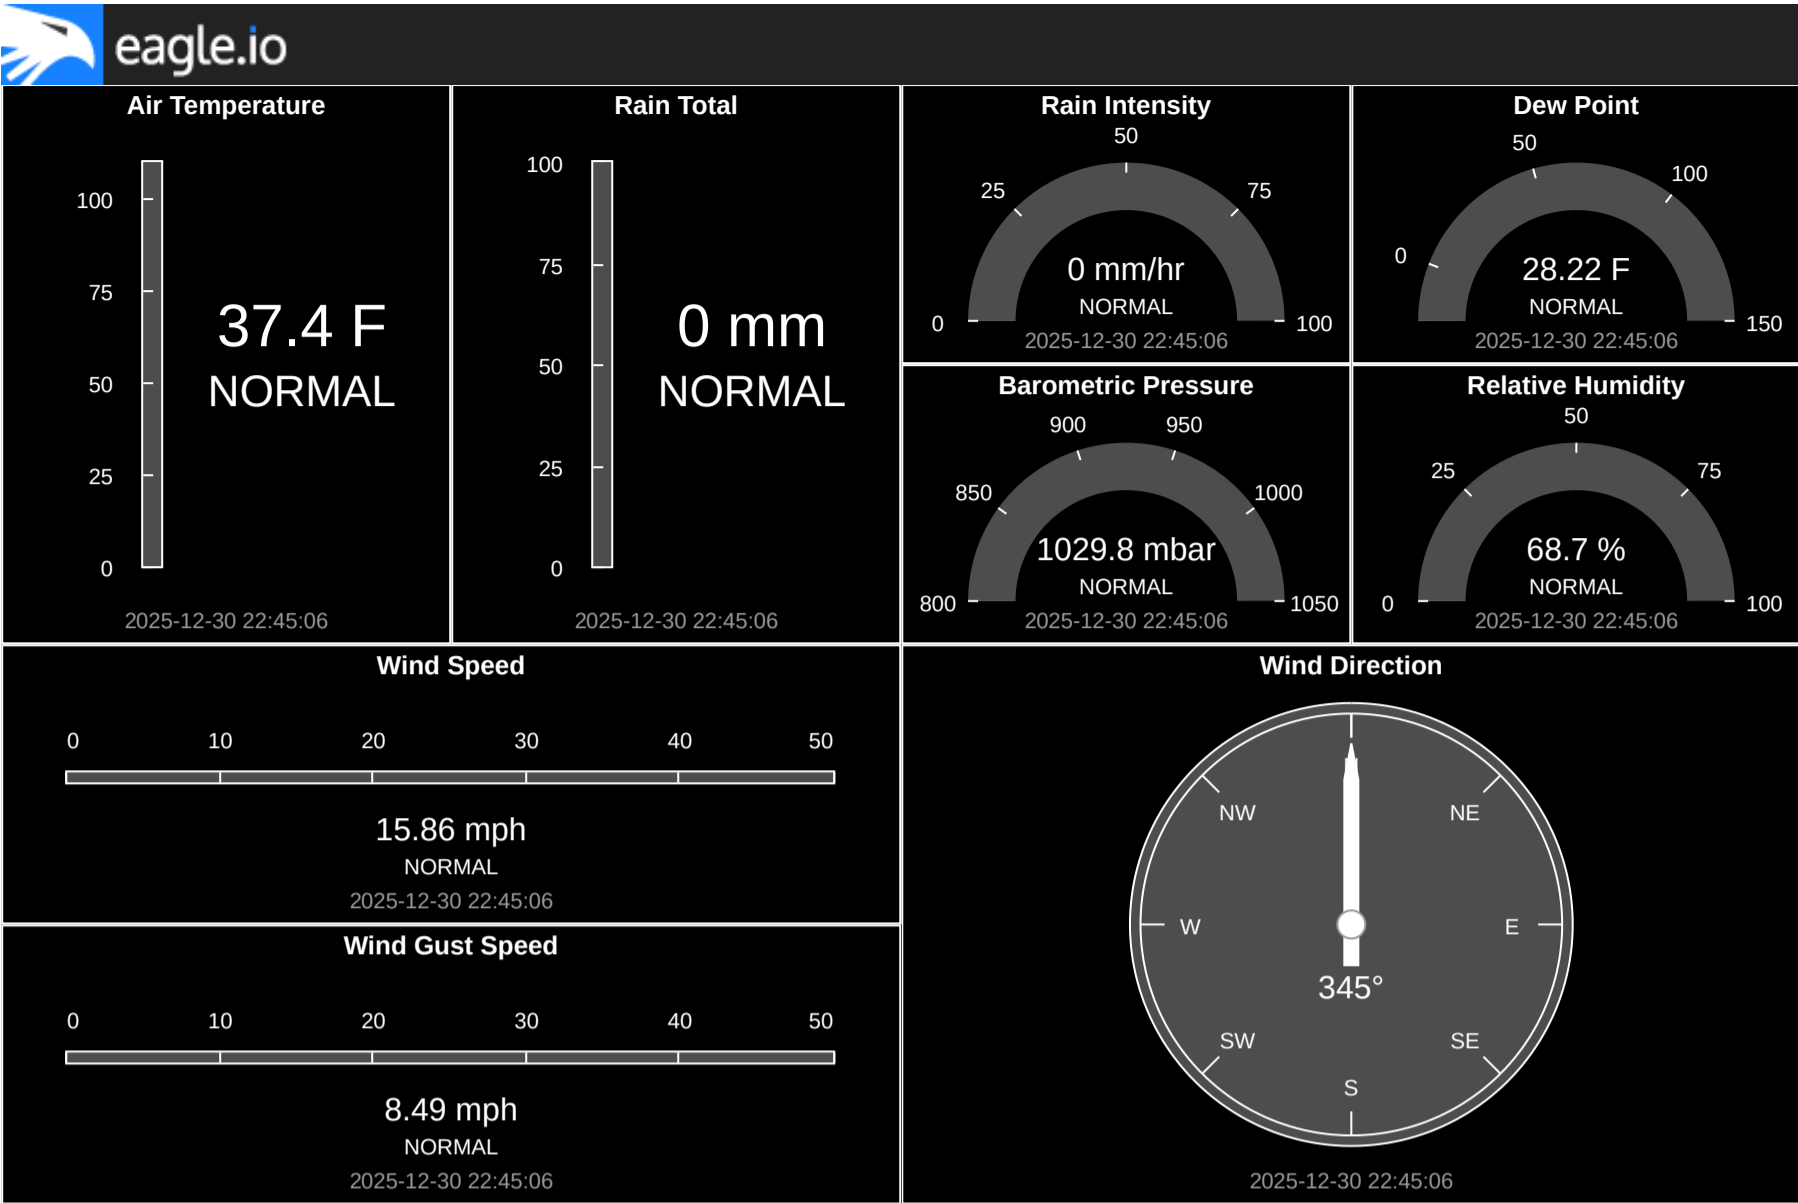 eagle.io
Air Temperature
100
75
50
25
0
37.4 F
NORMAL
2025-12-30 22:45:06
Rain Total
100
75
50
25
0
0 mm
NORMAL
2025-12-30 22:45:06
Rain Intensity
50
25
75
0
100
0 mm/hr
NORMAL
2025-12-30 22:45:06
Dew Point
50
100
0
150
28.22 F
NORMAL
2025-12-30 22:45:06
Barometric Pressure
900
950
850
1000
800
1050
1029.8 mbar
NORMAL
2025-12-30 22:45:06
Relative Humidity
50
25
75
0
100
68.7 %
NORMAL
2025-12-30 22:45:06
Wind Speed
0 10 20 30 40 50
15.86 mph
NORMAL
2025-12-30 22:45:06
Wind Gust Speed
0 10 20 30 40 50
8.49 mph
NORMAL
2025-12-30 22:45:06
Wind Direction
NW NE
W E
345°
SW SE
S
2025-12-30 22:45:06